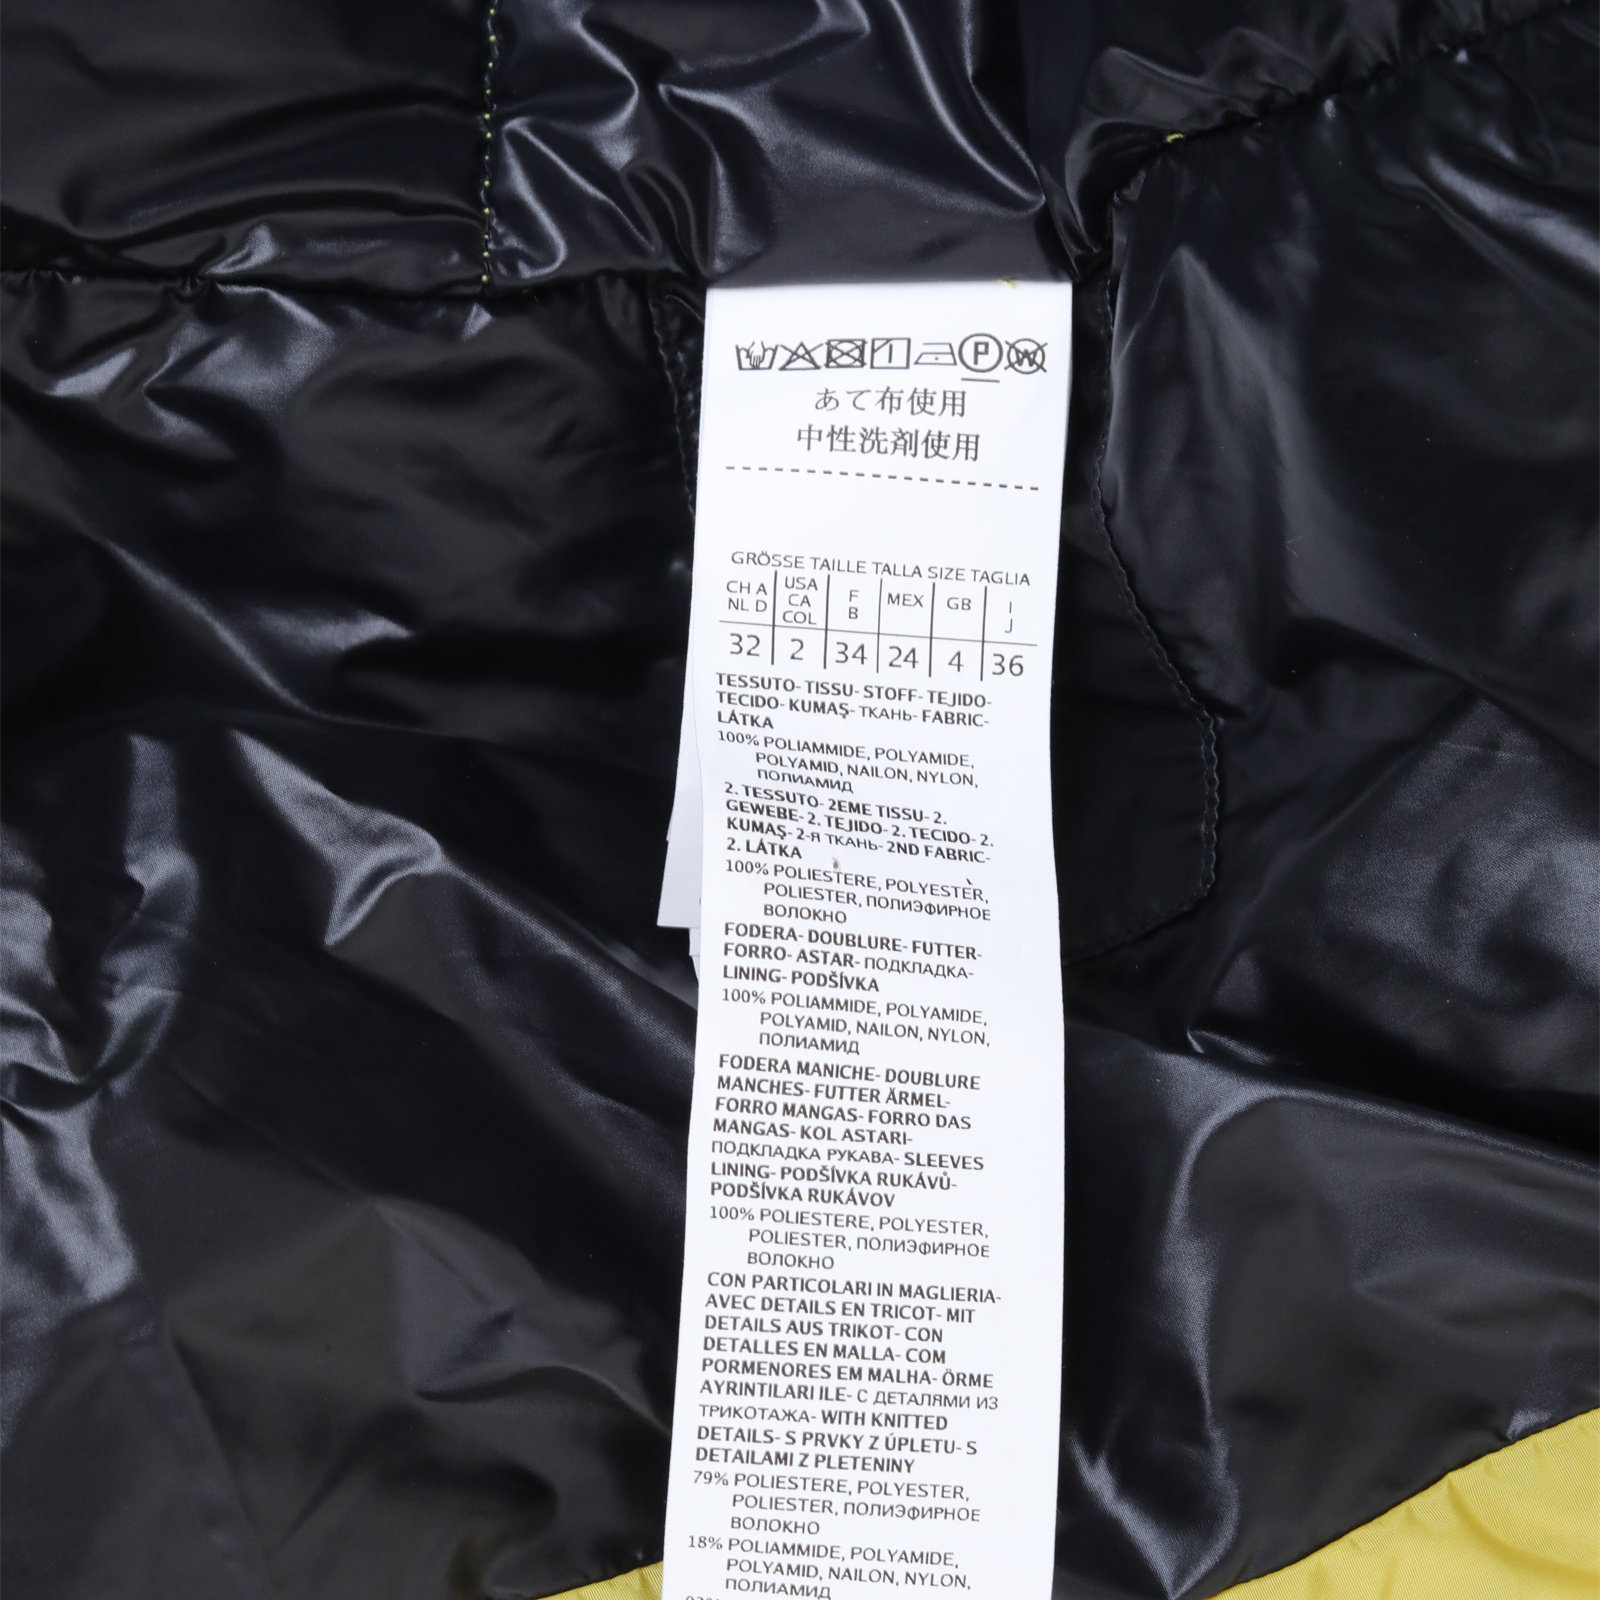 P W
あて布使用
中性洗剤使用
GRÖSSE TAILLE TALLA SIZE TAGLIA
CH A NL D | USA CA COL | F B | MEX | GB | I J
32 | 2 | 34 | 24 | 4 | 36
TESSUTO- TISSU- STOFF- TEJIDO-
TECIDO- KUMAŞ- ТКАНЬ- FABRIC-
LÁTKA
100% POLIAMMIDE, POLYAMIDE,
POLYAMID, NAILON, NYLON,
ПОЛИАМИД
2. TESSUTO- 2EME TISSU- 2.
GEWEBE- 2. TEJIDO- 2. TECIDO- 2.
KUMAŞ- 2-Я ТКАНЬ- 2ND FABRIC-
2. LÁTKA
100% POLIESTERE, POLYESTER,
POLIESTER, ПОЛИЭФИРНОЕ
ВОЛОКНО
FODERA- DOUBLURE- FUTTER-
FORRO- ASTAR- ПОДКЛАДКА-
LINING- PODŠÍVKA
100% POLIAMMIDE, POLYAMIDE,
POLYAMID, NAILON, NYLON,
ПОЛИАМИД
FODERA MANICHE- DOUBLURE
MANCHES- FUTTER ÄRMEL-
FORRO MANGAS- FORRO DAS
MANGAS- KOL ASTARI-
ПОДКЛАДКА РУКАВА- SLEEVES
LINING- PODŠÍVKA RUKÁVŮ-
PODŠÍVKA RUKÁVOV
100% POLIESTERE, POLYESTER,
POLIESTER, ПОЛИЭФИРНОЕ
ВОЛОКНО
CON PARTICOLARI IN MAGLIERIA-
AVEC DETAILS EN TRICOT- MIT
DETAILS AUS TRIKOT- CON
DETALLES EN MALLA- COM
PORMENORES EM MALHA- ÖRME
AYRINTILARI ILE- С ДЕТАЛЯМИ ИЗ
ТРИКОТАЖА- WITH KNITTED
DETAILS- S PRVKY Z ÚPLETU- S
DETAILAMI Z PLETENINY
79% POLIESTERE, POLYESTER,
POLIESTER, ПОЛИЭФИРНОЕ
ВОЛОКНО
18% POLIAMMIDE, POLYAMIDE,
POLYAMID, NAILON, NYLON,
ПОЛИАМИД